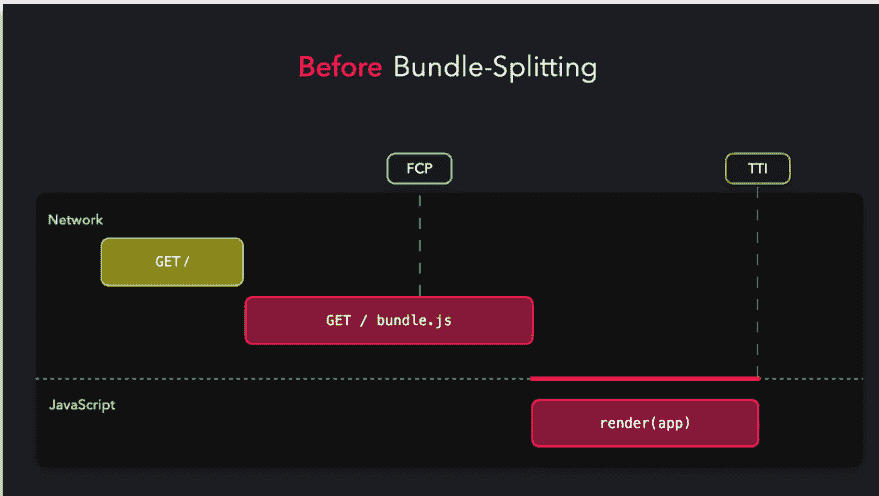 Before Bundle-Splitting
FCP
TTI
Network
GET /
GET / bundle.js
JavaScript
render(app)